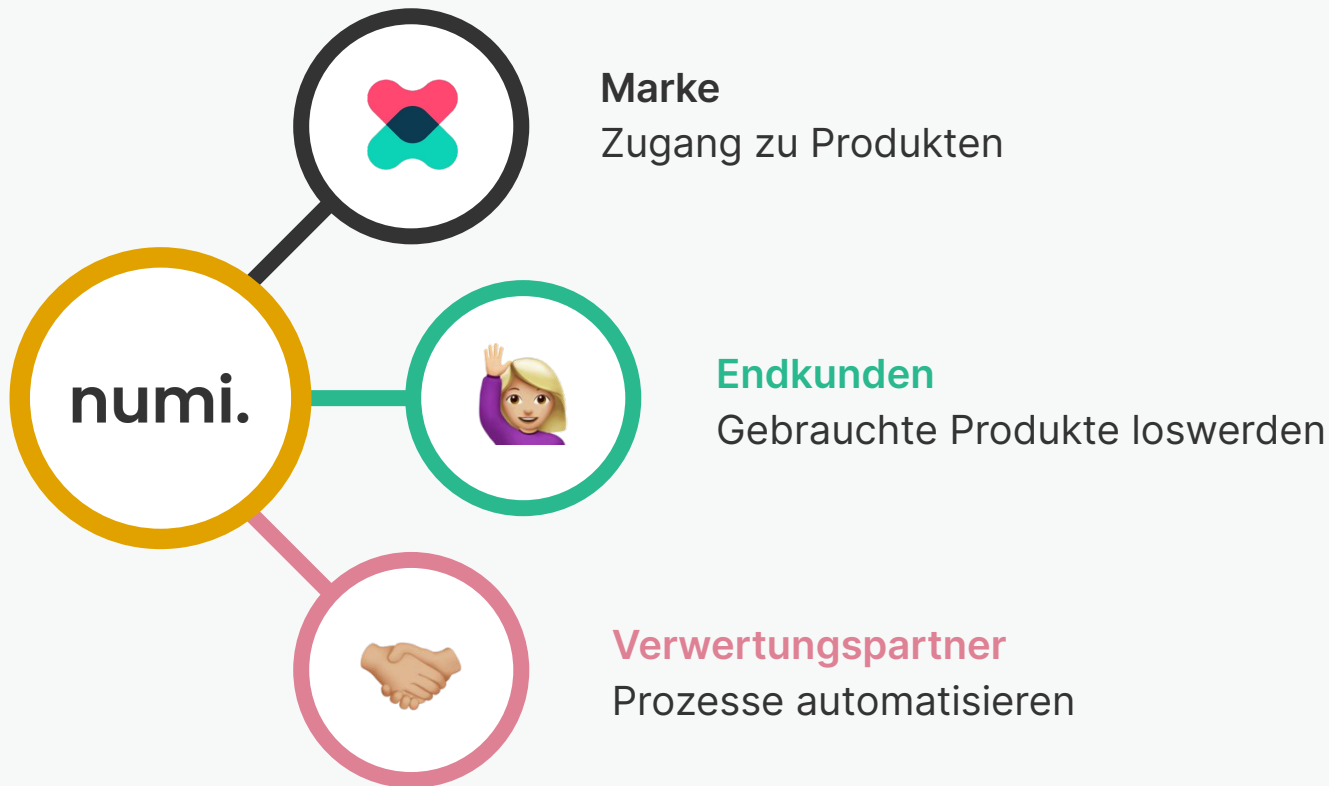 Marke
Zugang zu Produkten
numi.
Endkunden
Gebrauchte Produkte loswerden
Verwertungspartner
Prozesse automatisieren